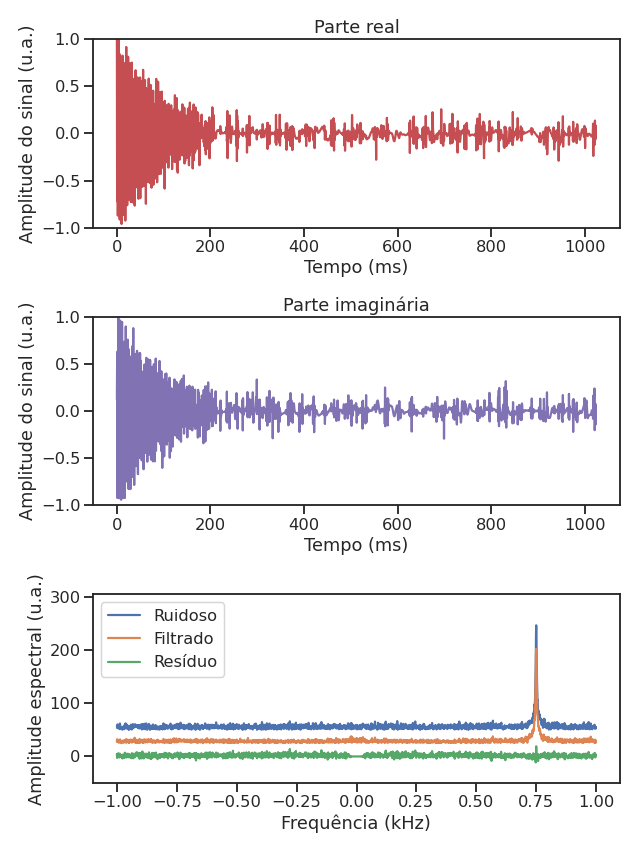 Parte real
Amplitude do sinal (u.a.)
1.0
0.5
0.0
−0.5
−1.0
0 200 400 600 800 1000
Tempo (ms)
Parte imaginária
Amplitude do sinal (u.a.)
1.0
0.5
0.0
−0.5
−1.0
0 200 400 600 800 1000
Tempo (ms)
Amplitude espectral (u.a.)
300
200
100
0
Ruidoso
Filtrado
Resíduo
−1.00 −0.75 −0.50 −0.25 0.00 0.25 0.50 0.75 1.00
Frequência (kHz)